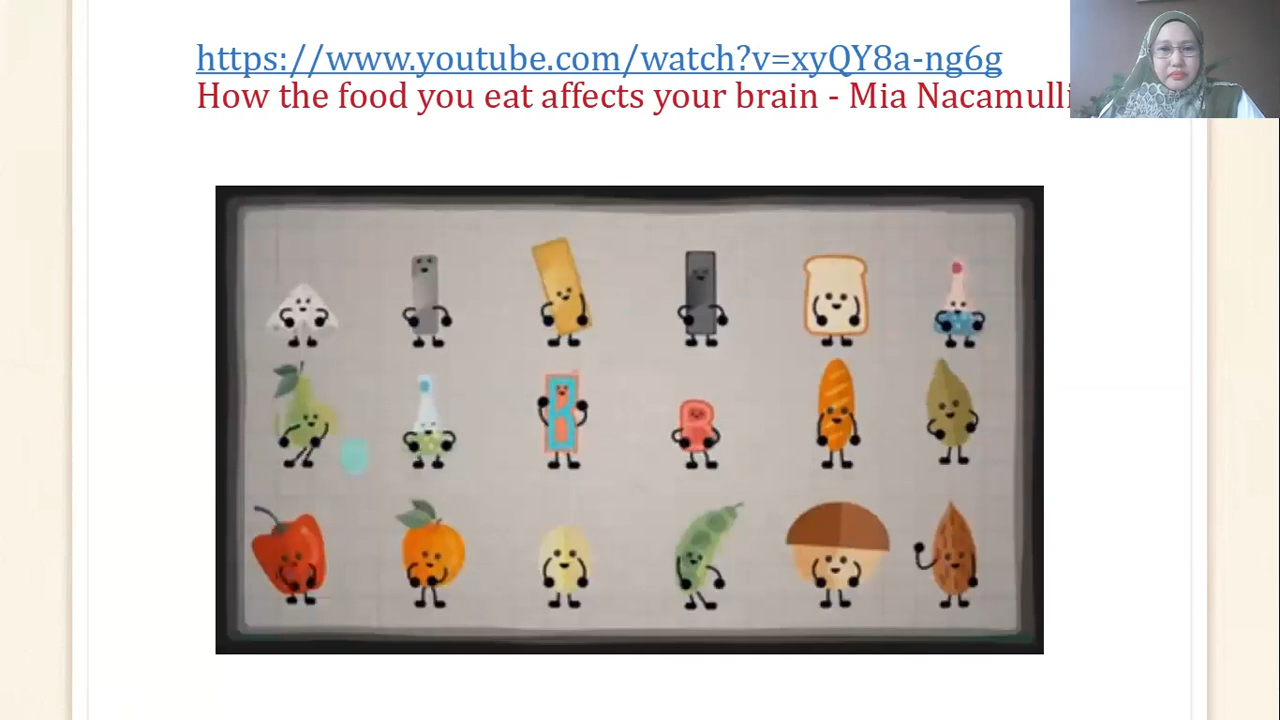 https://www.youtube.com/watch?v=xyQY8a-ng6g
How the food you eat affects your brain - Mia Nacamulli
B